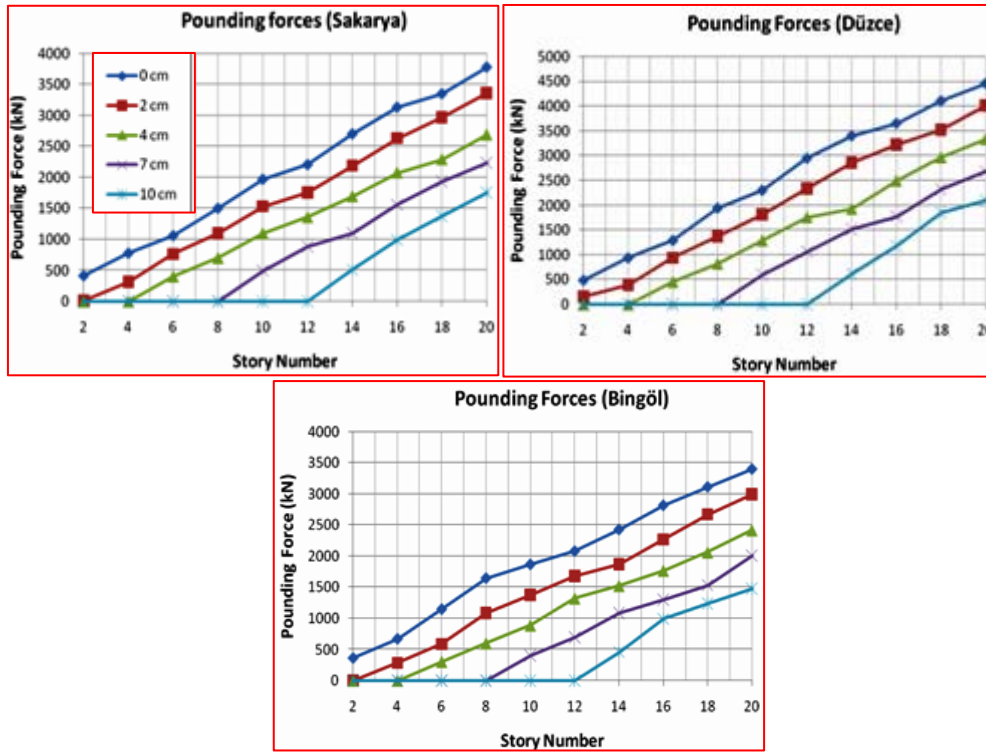 Pounding forces (Sakarya)
Pounding Force (kN)
4000
3500
3000
2500
2000
1500
1000
500
0
0 cm
2 cm
4 cm
7 cm
10 cm
2 4 6 8 10 12 14 16 18 20
Story Number
Pounding Forces (Düzce)
Pounding Force (kN)
5000
4500
4000
3500
3000
2500
2000
1500
1000
500
0
2 4 6 8 10 12 14 16 18 20
Story Number
Pounding Forces (Bingöl)
Pounding Force (kN)
4000
3500
3000
2500
2000
1500
1000
500
0
2 4 6 8 10 12 14 16 18 20
Story Number